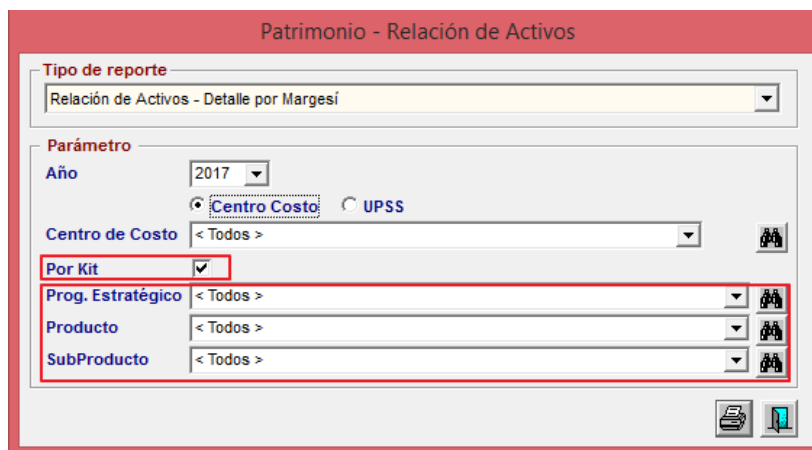 Patrimonio - Relación de Activos
Tipo de reporte
Relación de Activos - Detalle por Margesí
Parámetro
Año 2017
Centro Costo UPSS
Centro de Costo < Todos >
Por Kit
Prog. Estratégico < Todos >
Producto < Todos >
SubProducto < Todos >